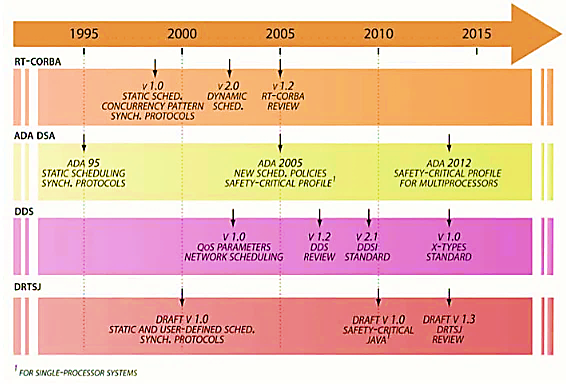 1995 2000 2005 2010 2015
RT-CORBA
V 1.0 V 2.0 V 1.2
STATIC SCHED. DYNAMIC RT-CORBA
CONCURRENCY PATTERN SCHED. REVIEW
SYNCH. PROTOCOLS
ADA DSA
ADA 95 ADA 2005 ADA 2012
STATIC SCHEDULING NEW SCHED. POLICIES SAFETY-CRITICAL PROFILE
SYNCH. PROTOCOLS SAFETY-CRITICAL PROFILE¹ FOR MULTIPROCESSORS
DDS
V 1.0 V 1.2 V 2.1 V 1.0
QoS PARAMETERS DDS DDSI X-TYPES
NETWORK SCHEDULING REVIEW STANDARD STANDARD
DRTSJ
DRAFT V 1.0 DRAFT V 1.0 DRAFT V 1.3
STATIC AND USER-DEFINED SCHED. SAFETY-CRITICAL DRTSJ
SYNCH. PROTOCOLS JAVA¹ REVIEW
¹ FOR SINGLE-PROCESSOR SYSTEMS